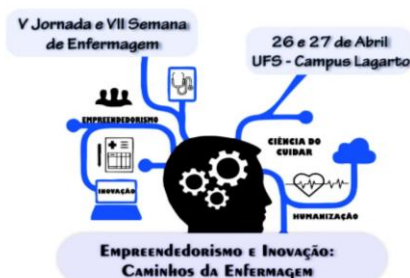 V Jornada e VII Semana
de Enfermagem
26 e 27 de Abril
UFS - Campus Lagarto
EMPREENDEDORISMO
CIÊNCIA DO
CUIDAR
INOVAÇÃO
HUMANIZAÇÃO
EMPREENDEDORISMO E INOVAÇÃO:
CAMINHOS DA ENFERMAGEM